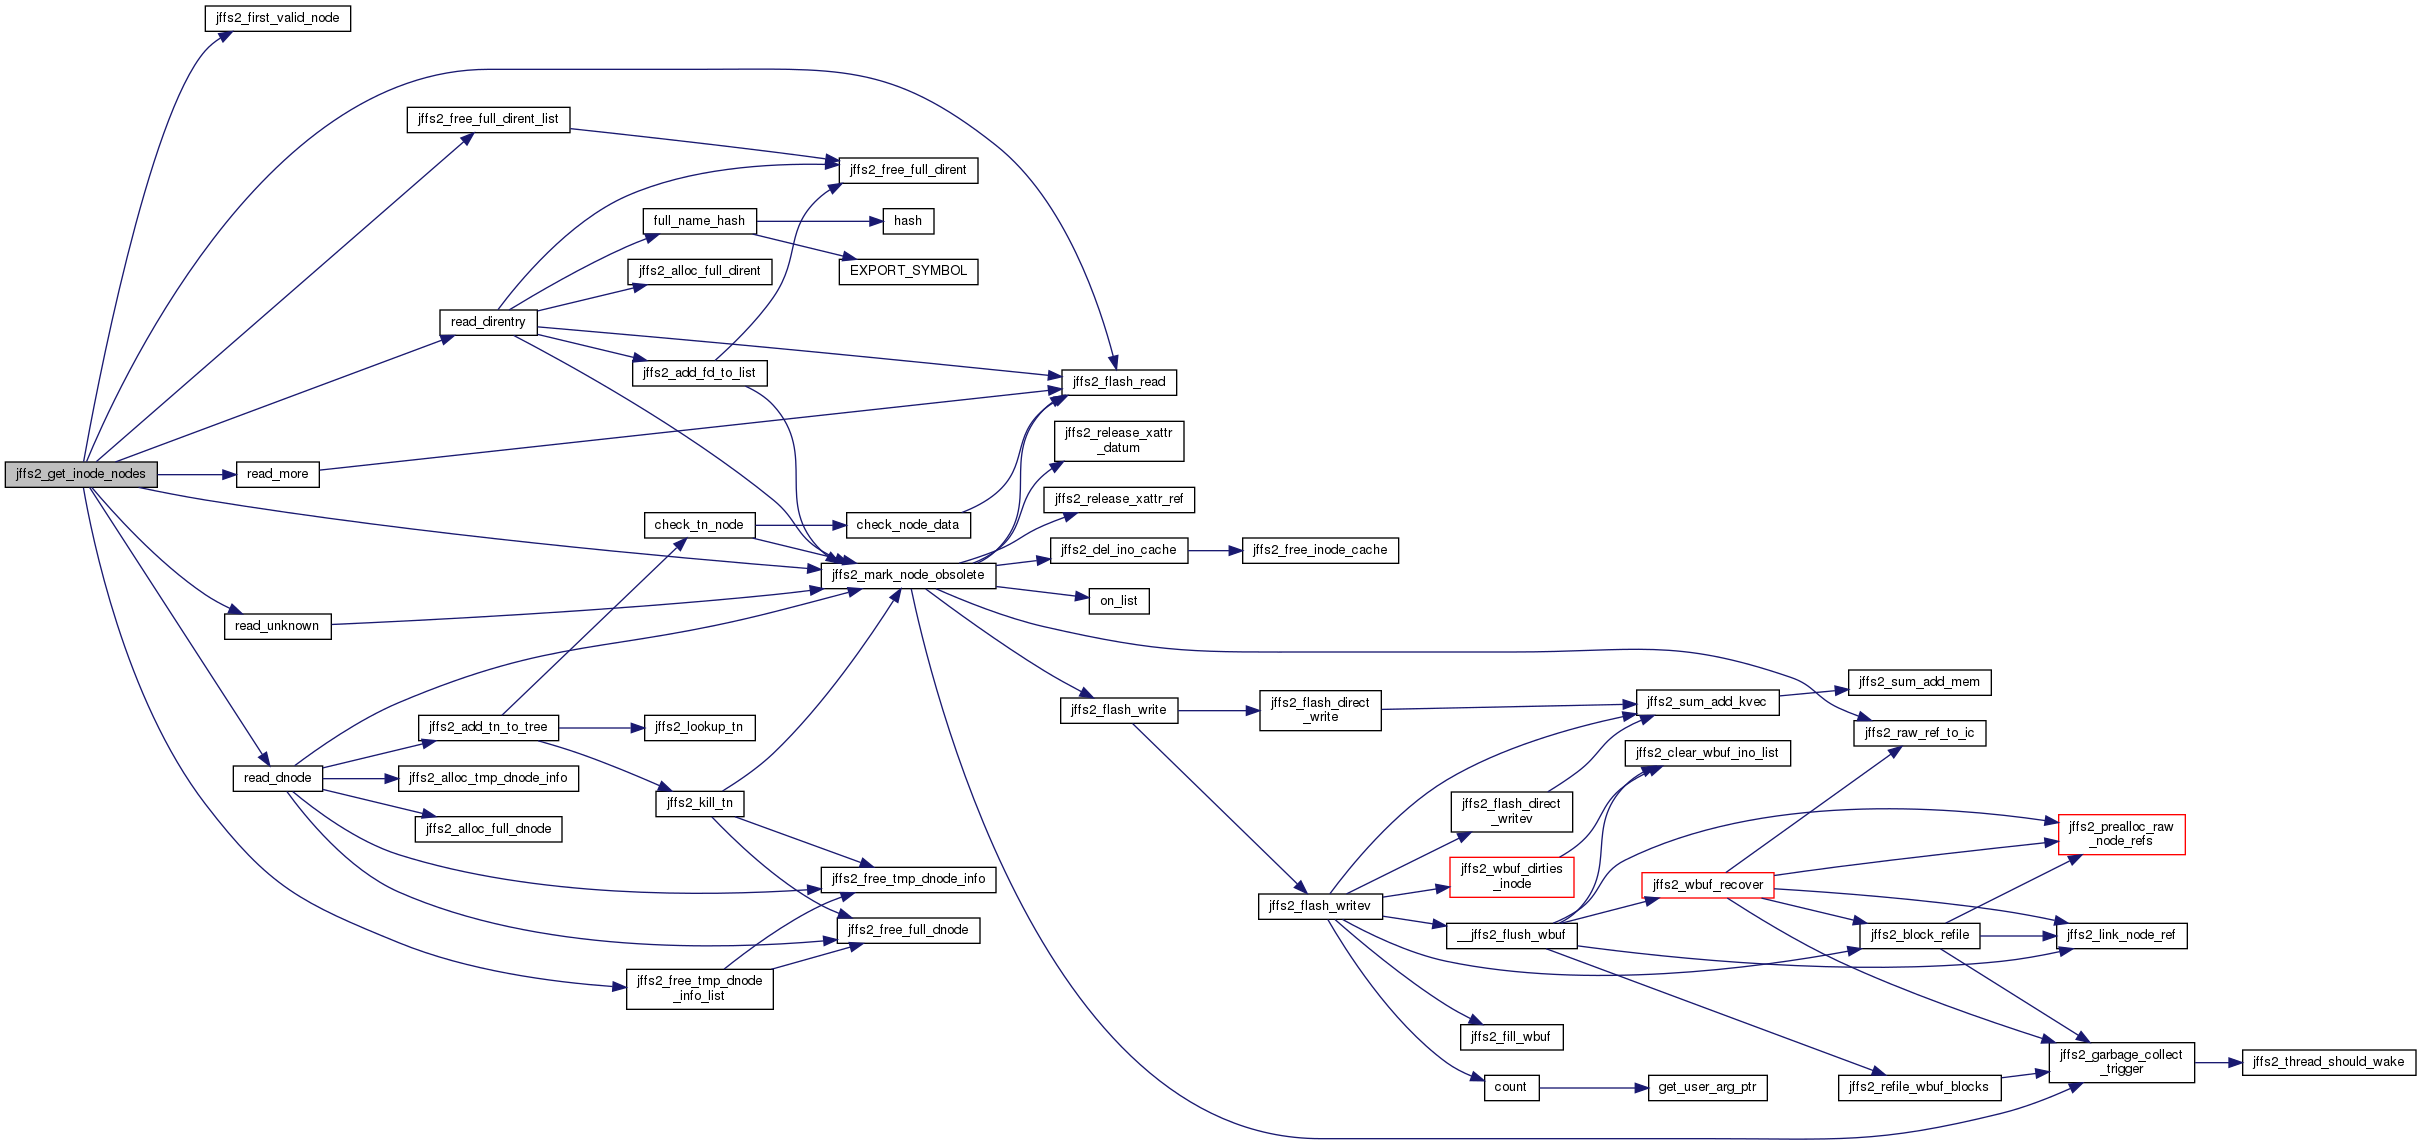 jffs2_first_valid_node
jffs2_free_full_dirent_list
jffs2_free_full_dirent
full_name_hash
hash
jffs2_alloc_full_dirent
EXPORT_SYMBOL
read_direntry
jffs2_add_fd_to_list
jffs2_flash_read
jffs2_release_xattr
_datum
jffs2_get_inode_nodes
read_more
jffs2_release_xattr_ref
check_tn_node
check_node_data
jffs2_del_ino_cache
jffs2_free_inode_cache
jffs2_mark_node_obsolete
on_list
read_unknown
jffs2_sum_add_mem
jffs2_flash_write
jffs2_flash_direct
_write
jffs2_sum_add_kvec
jffs2_add_tn_to_tree
jffs2_lookup_tn
jffs2_raw_ref_to_ic
jffs2_clear_wbuf_ino_list
read_dnode
jffs2_alloc_tmp_dnode_info
jffs2_kill_tn
jffs2_flash_direct
_writev
jffs2_alloc_full_dnode
jffs2_prealloc_raw
_node_refs
jffs2_free_tmp_dnode_info
jffs2_wbuf_dirties
_inode
jffs2_wbuf_recover
jffs2_flash_writev
jffs2_free_full_dnode
__jffs2_flush_wbuf
jffs2_block_refile
jffs2_link_node_ref
jffs2_free_tmp_dnode
_info_list
jffs2_fill_wbuf
jffs2_garbage_collect
_trigger
jffs2_thread_should_wake
count
get_user_arg_ptr
jffs2_refile_wbuf_blocks